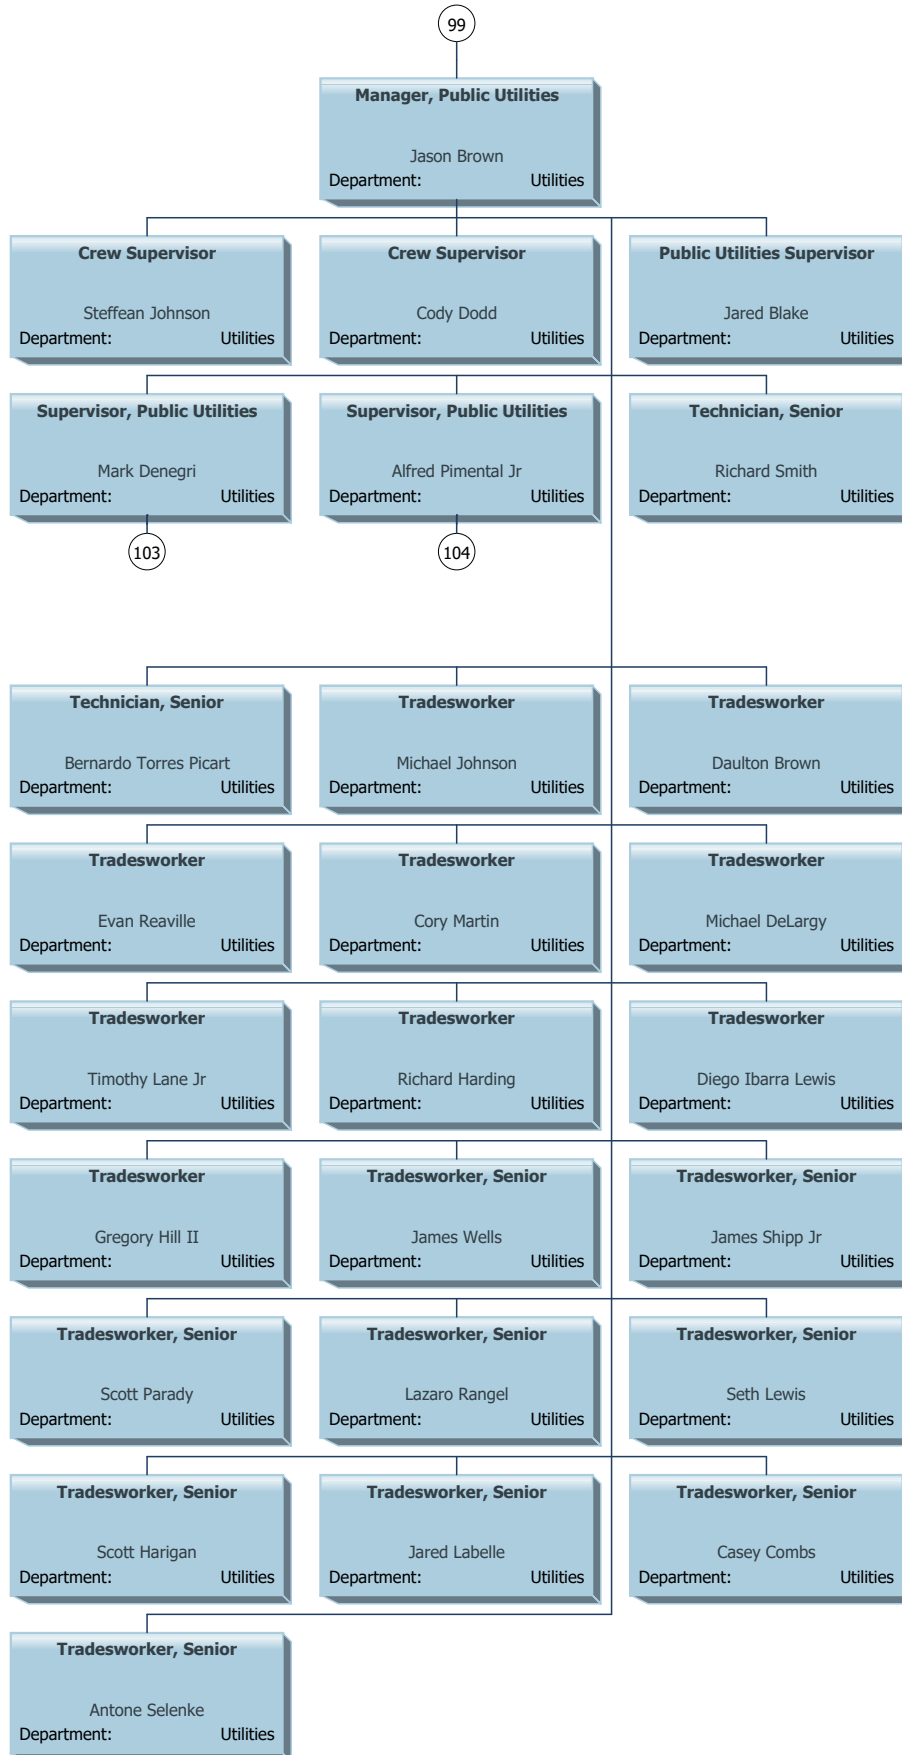 99
Manager, Public Utilities
Jason Brown
Department: Utilities
Crew Supervisor
Steffean Johnson
Department: Utilities
Crew Supervisor
Cody Dodd
Department: Utilities
Public Utilities Supervisor
Jared Blake
Department: Utilities
Supervisor, Public Utilities
Mark Denegri
Department: Utilities
103
Supervisor, Public Utilities
Alfred Pimental Jr
Department: Utilities
104
Technician, Senior
Richard Smith
Department: Utilities
Technician, Senior
Bernardo Torres Picart
Department: Utilities
Tradesworker
Michael Johnson
Department: Utilities
Tradesworker
Daulton Brown
Department: Utilities
Tradesworker
Evan Reaville
Department: Utilities
Tradesworker
Cory Martin
Department: Utilities
Tradesworker
Michael DeLargy
Department: Utilities
Tradesworker
Timothy Lane Jr
Department: Utilities
Tradesworker
Richard Harding
Department: Utilities
Tradesworker
Diego Ibarra Lewis
Department: Utilities
Tradesworker
Gregory Hill II
Department: Utilities
Tradesworker, Senior
James Wells
Department: Utilities
Tradesworker, Senior
James Shipp Jr
Department: Utilities
Tradesworker, Senior
Scott Parady
Department: Utilities
Tradesworker, Senior
Lazaro Rangel
Department: Utilities
Tradesworker, Senior
Seth Lewis
Department: Utilities
Tradesworker, Senior
Scott Harigan
Department: Utilities
Tradesworker, Senior
Jared Labelle
Department: Utilities
Tradesworker, Senior
Casey Combs
Department: Utilities
Tradesworker, Senior
Antone Selenke
Department: Utilities